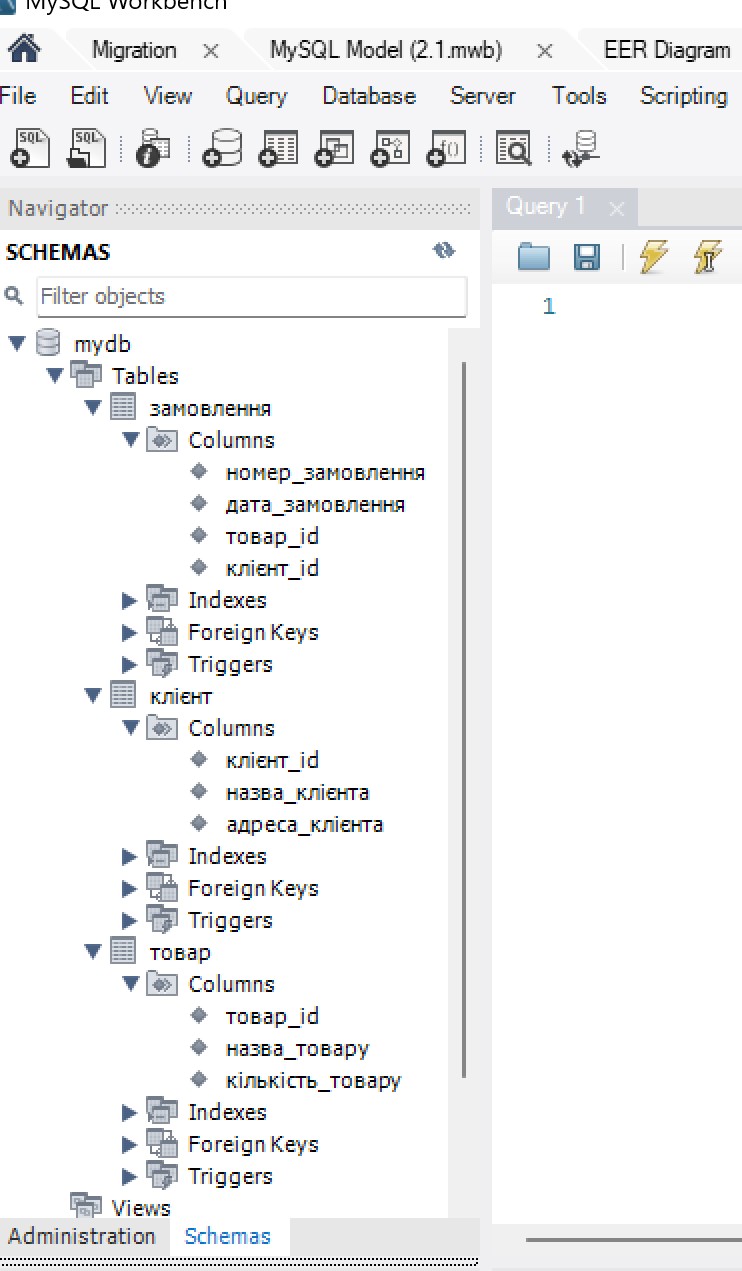 MySQL Workbench
Migration × MySQL Model (2.1.mwb) × EER Diagram
File Edit View Query Database Server Tools Scripting
SQL SQL i f()
Navigator Query 1 ×
SCHEMAS
Filter objects
1
mydb
Tables
замовлення
Columns
номер_замовлення
дата_замовлення
товар_id
клієнт_id
Indexes
Foreign Keys
Triggers
клієнт
Columns
клієнт_id
назва_клієнта
адреса_клієнта
Indexes
Foreign Keys
Triggers
товар
Columns
товар_id
назва_товару
кількість_товару
Indexes
Foreign Keys
Triggers
Views
Administration Schemas